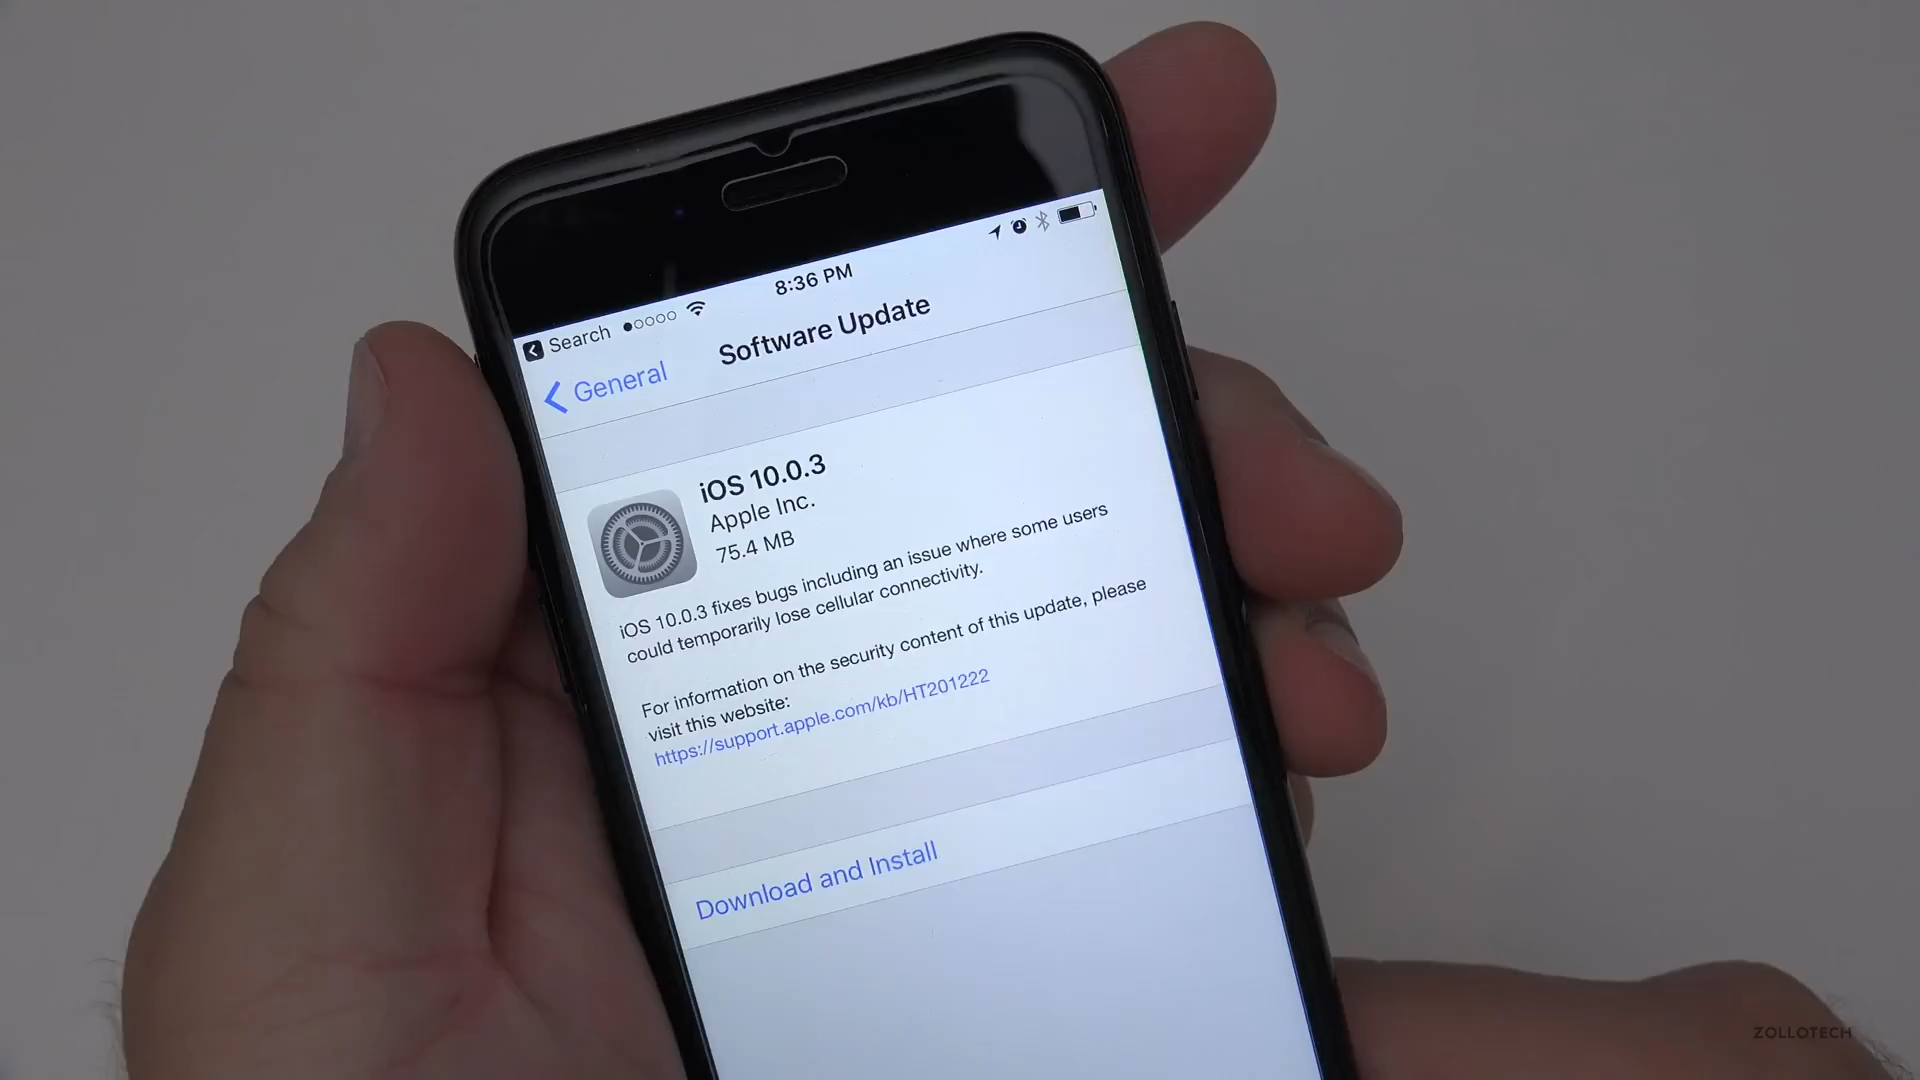 8:36 PM
Search
General
Software Update
iOS 10.0.3
Apple Inc.
75.4 MB
iOS 10.0.3 fixes bugs including an issue where some users
could temporarily lose cellular connectivity.
For information on the security content of this update, please
visit this website:
https://support.apple.com/kb/HT201222
Download and Install
ZOLLOTECH